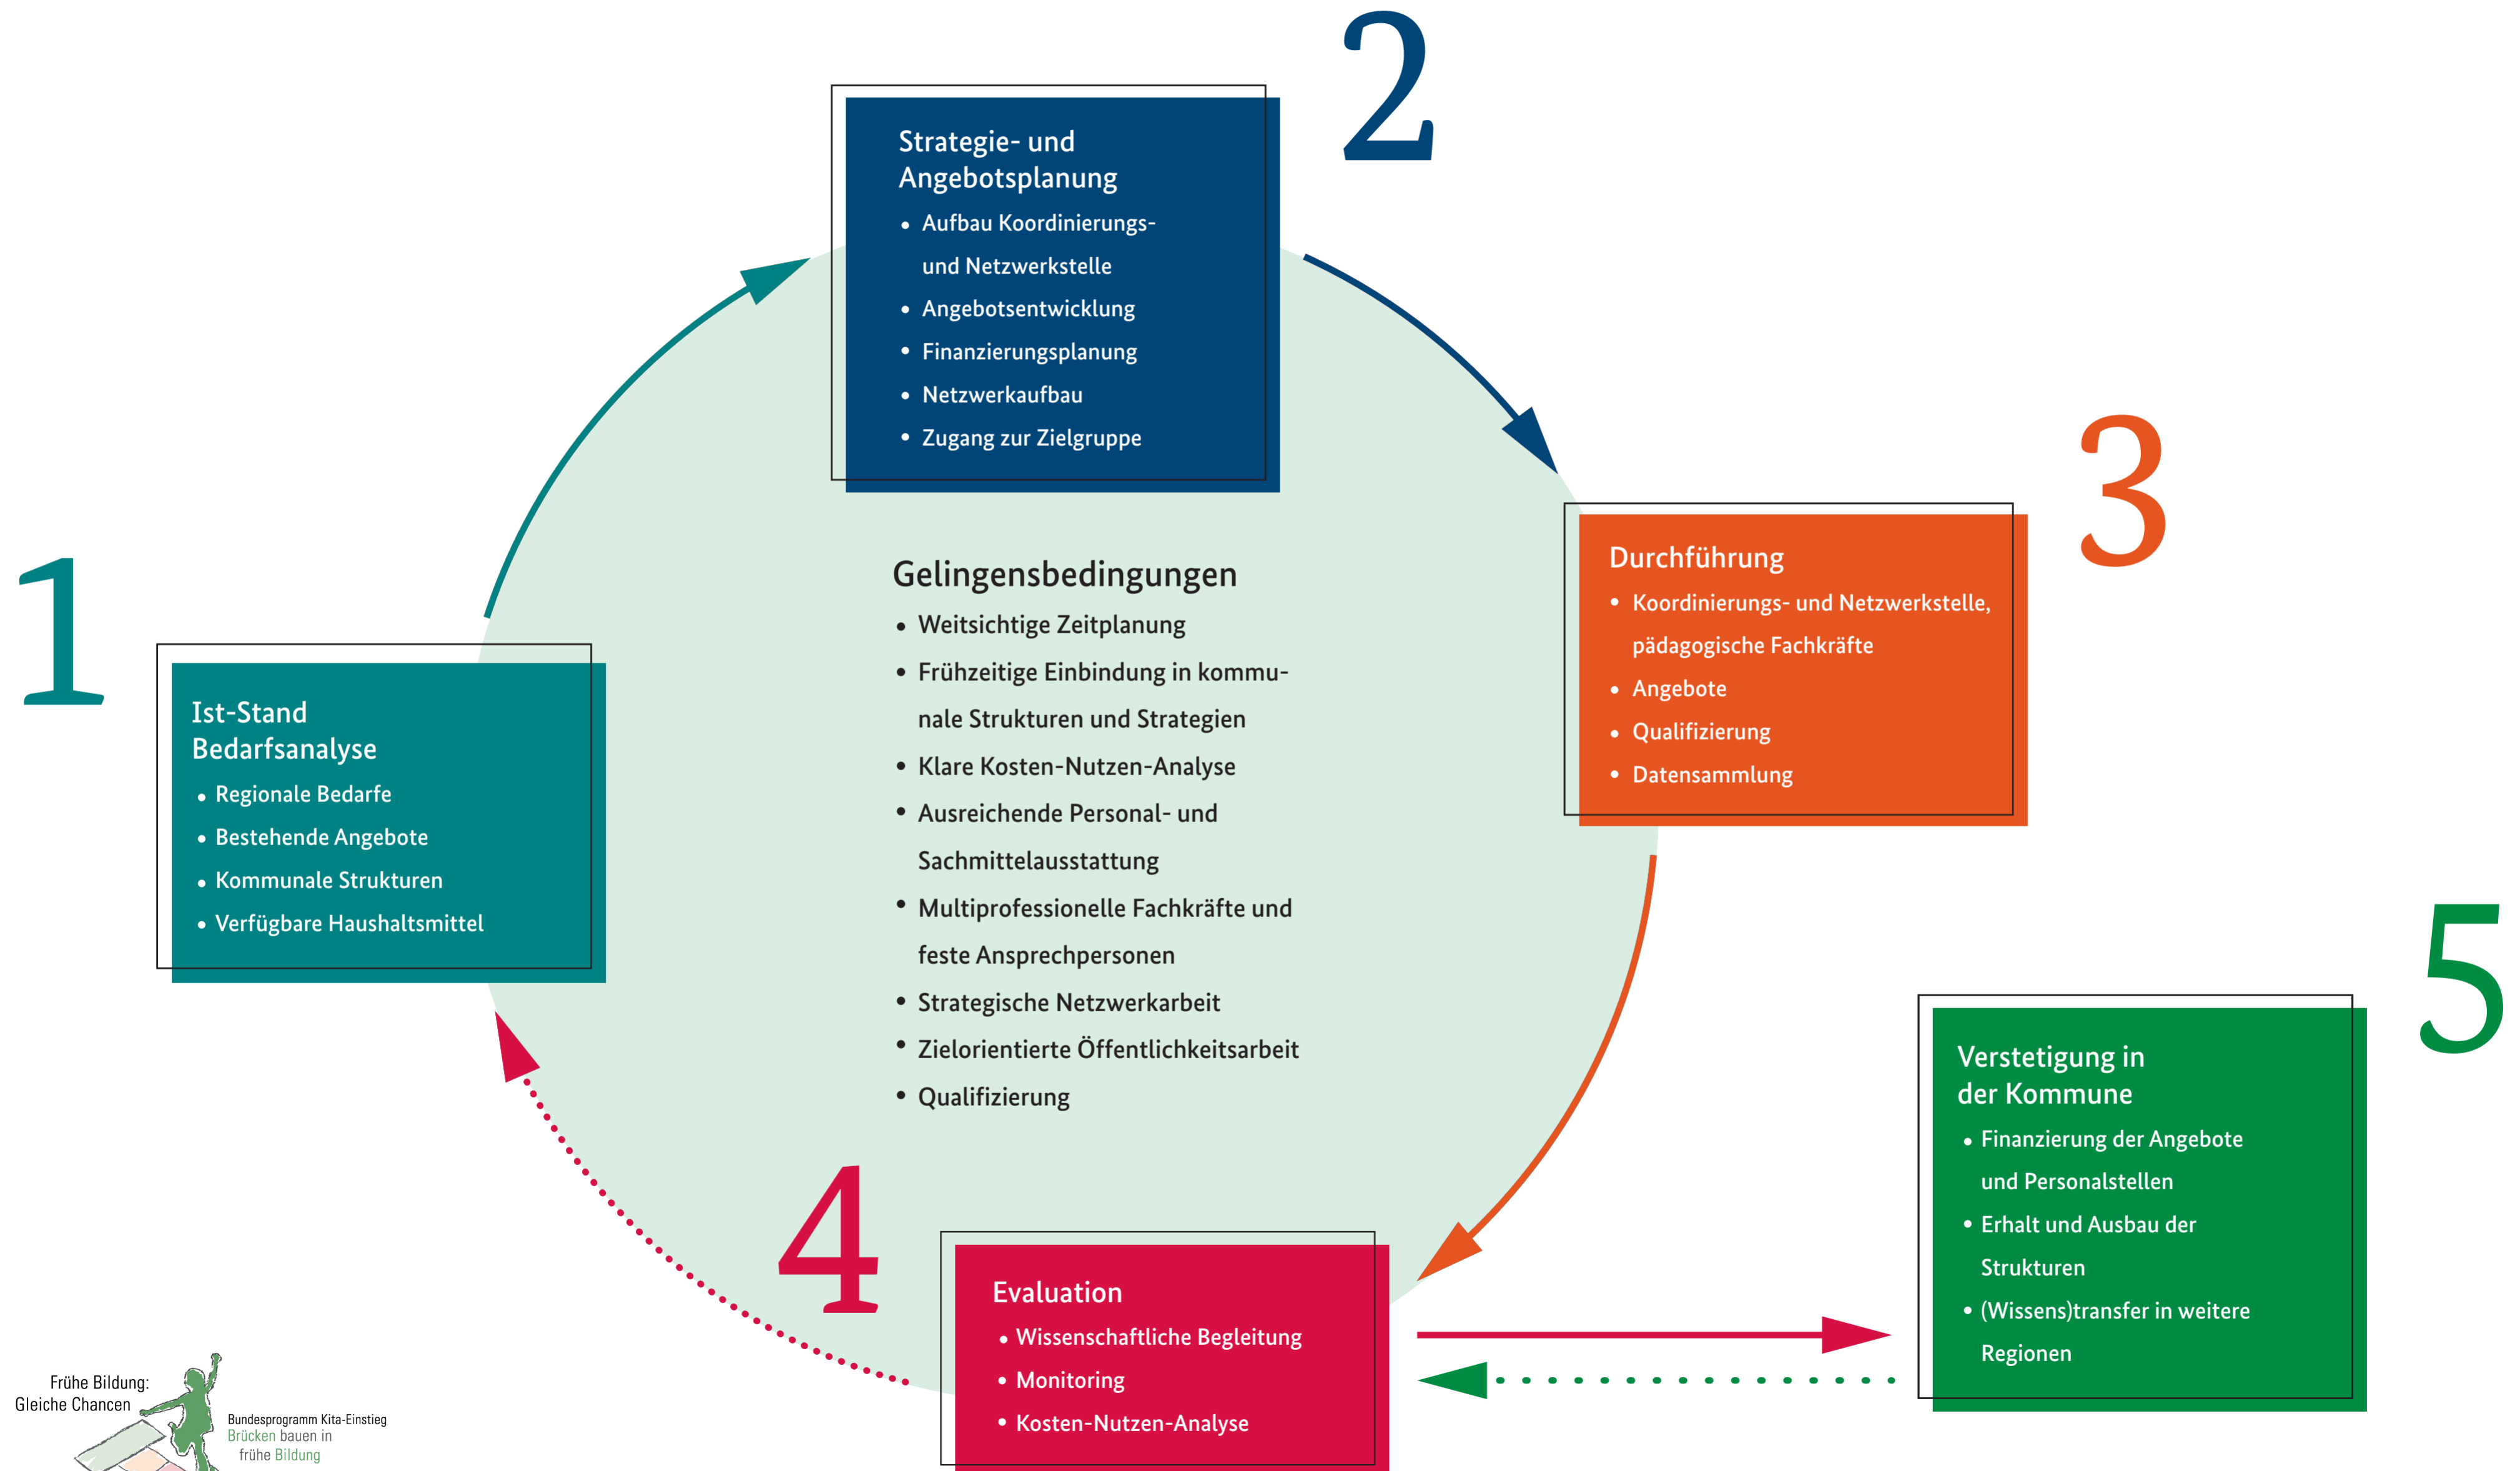 1
Ist-Stand
Bedarfsanalyse
• Regionale Bedarfe
• Bestehende Angebote
• Kommunale Strukturen
• Verfügbare Haushaltsmittel
2
Strategie- und
Angebotsplanung
• Aufbau Koordinierungs-
und Netzwerkstelle
• Angebotsentwicklung
• Finanzierungsplanung
• Netzwerkaufbau
• Zugang zur Zielgruppe
3
Durchführung
• Koordinierungs- und Netzwerkstelle,
pädagogische Fachkräfte
• Angebote
• Qualifizierung
• Datensammlung
Gelingensbedingungen
• Weitsichtige Zeitplanung
• Frühzeitige Einbindung in kommu-
nale Strukturen und Strategien
• Klare Kosten-Nutzen-Analyse
• Ausreichende Personal- und
Sachmittelausstattung
• Multiprofessionelle Fachkräfte und
feste Ansprechpersonen
• Strategische Netzwerkarbeit
• Zielorientierte Öffentlichkeitsarbeit
• Qualifizierung
4
Evaluation
• Wissenschaftliche Begleitung
• Monitoring
• Kosten-Nutzen-Analyse
5
Verstetigung in
der Kommune
• Finanzierung der Angebote
und Personalstellen
• Erhalt und Ausbau der
Strukturen
• (Wissens)transfer in weitere
Regionen
Frühe Bildung:
Gleiche Chancen
Bundesprogramm Kita-Einstieg
Brücken bauen in
frühe Bildung